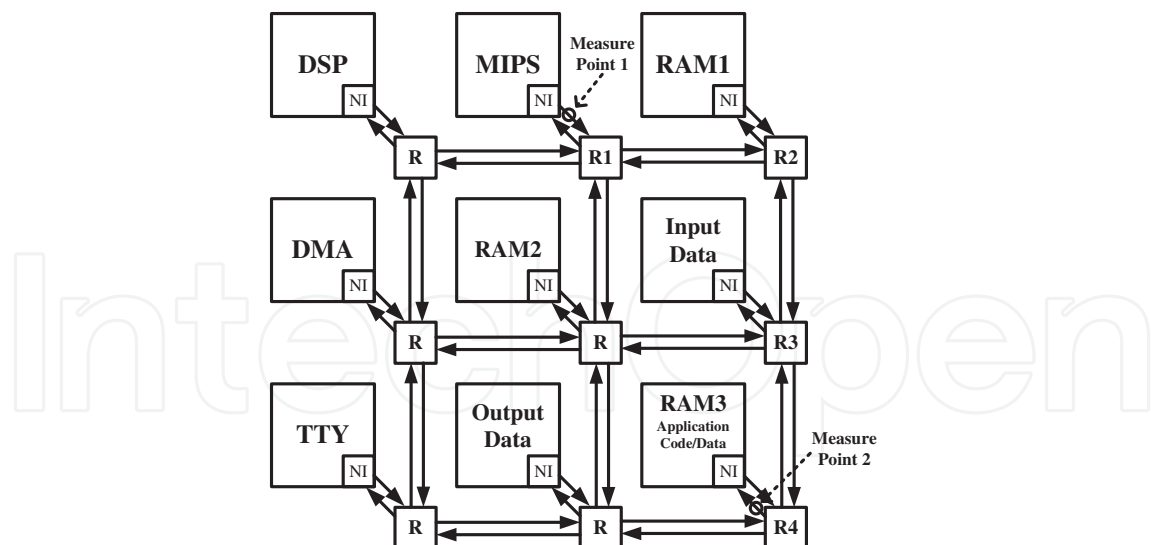 DSP
NI
MIPS
NI
Measure
Point 1
RAM1
NI
R
R1
R2
DMA
NI
RAM2
NI
Input
Data
NI
R
R
R3
TTY
NI
Output
Data
NI
RAM3
Application
Code/Data
NI
Measure
Point 2
R
R
R4
IntechOpen